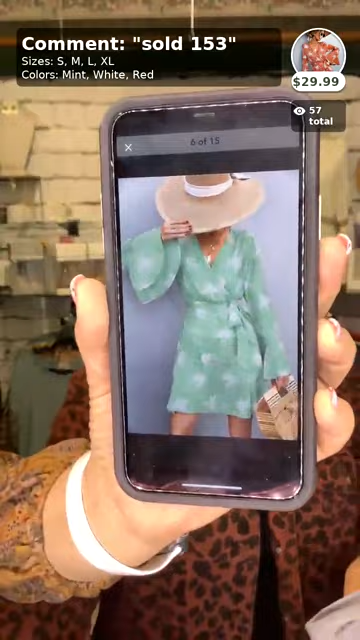 Comment: "sold 153"
Sizes: S, M, L, XL
Colors: Mint, White, Red
$29.99
57
total
6 of 15